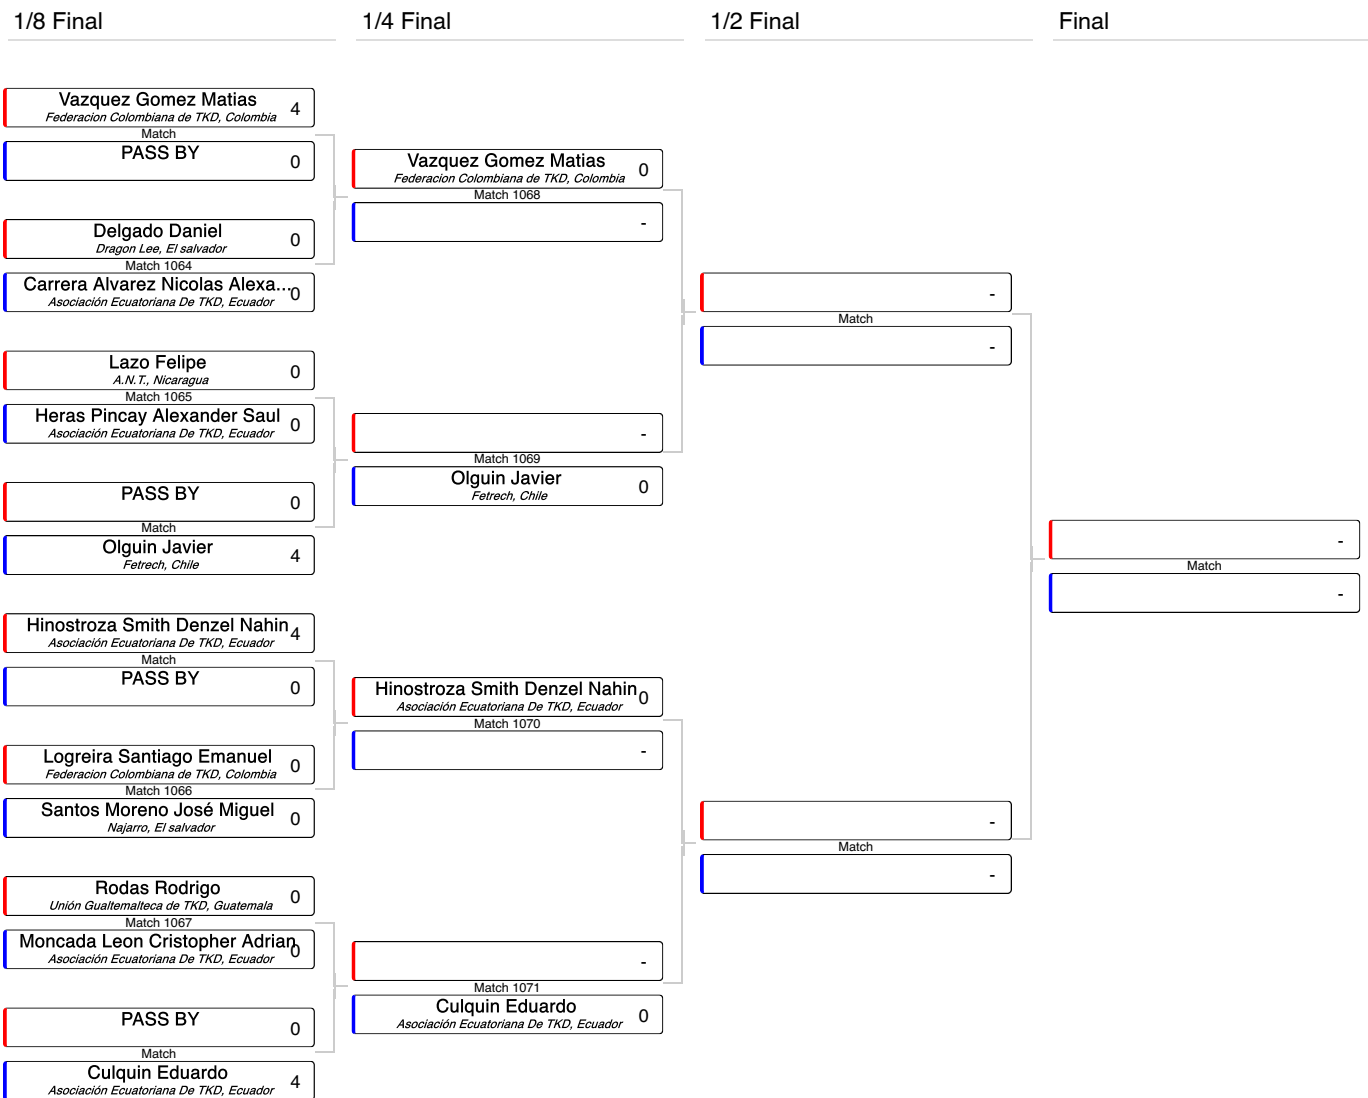 1/8 Final
1/4 Final
1/2 Final
Final
Vazquez Gomez Matias 4
Federacion Colombiana de TKD, Colombia
Match
PASS BY 0
Delgado Daniel 0
Dragon Lee, El salvador
Match 1064
Carrera Alvarez Nicolas Alexa... 0
Asociación Ecuatoriana De TKD, Ecuador
Lazo Felipe 0
A.N.T., Nicaragua
Match 1065
Heras Pincay Alexander Saul 0
Asociación Ecuatoriana De TKD, Ecuador
PASS BY 0
Match
Olguin Javier 4
Fetrech, Chile
Hinostroza Smith Denzel Nahin 4
Asociación Ecuatoriana De TKD, Ecuador
Match
PASS BY 0
Logreira Santiago Emanuel 0
Federacion Colombiana de TKD, Colombia
Match 1066
Santos Moreno José Miguel 0
Najarro, El salvador
Rodas Rodrigo 0
Unión Gualtemalteca de TKD, Guatemala
Match 1067
Moncada Leon Cristopher Adrian 0
Asociación Ecuatoriana De TKD, Ecuador
PASS BY 0
Match
Culquin Eduardo 4
Asociación Ecuatoriana De TKD, Ecuador
Vazquez Gomez Matias 0
Federacion Colombiana de TKD, Colombia
Match 1068
-
-
Match 1069
Olguin Javier 0
Fetrech, Chile
Hinostroza Smith Denzel Nahin 0
Asociación Ecuatoriana De TKD, Ecuador
Match 1070
-
-
Match 1071
Culquin Eduardo 0
Asociación Ecuatoriana De TKD, Ecuador
-
Match
-
-
Match
-
-
Match
-